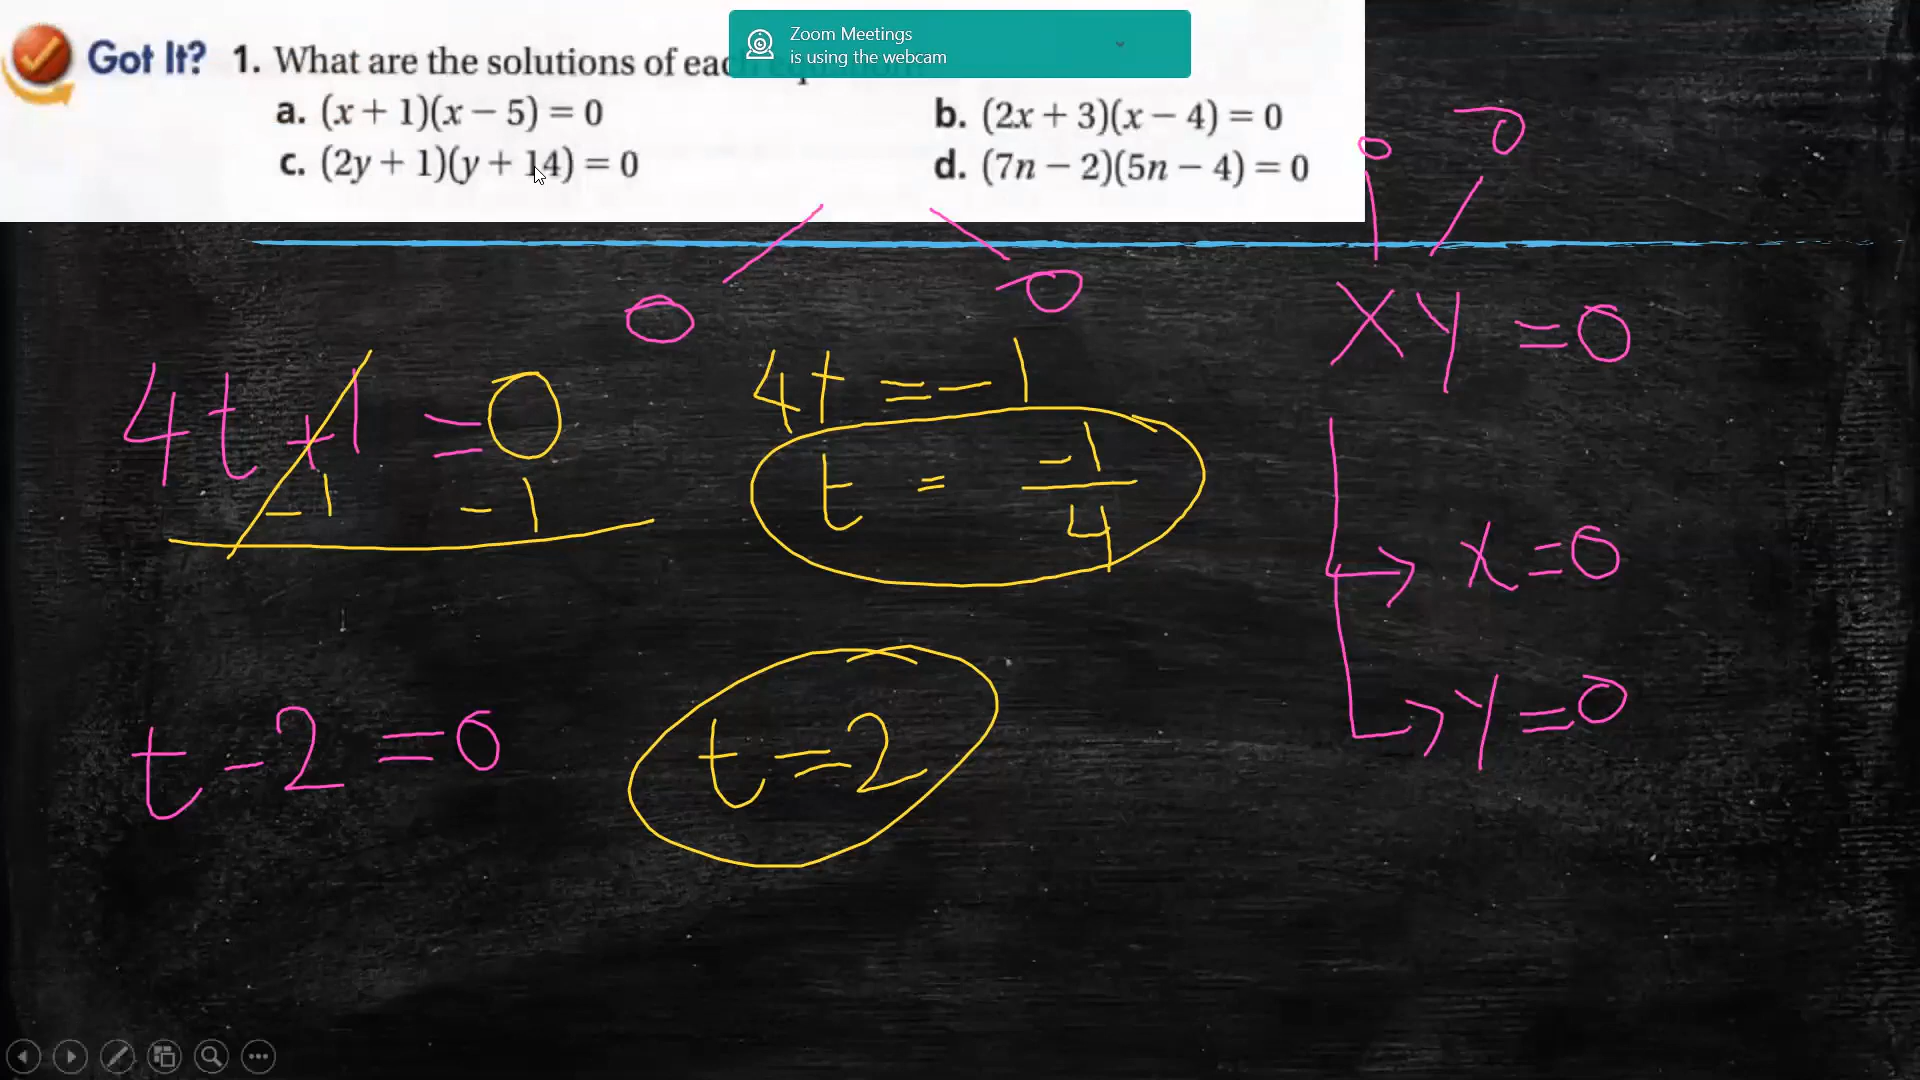 Zoom Meetings
is using the webcam
Got It? 1. What are the solutions of
a. (x + 1)(x − 5) = 0
b. (2x + 3)(x − 4) = 0
c. (2y + 1)(y + 14) = 0
d. (7n − 2)(5n − 4) = 0
0 0
0 0
XY = 0
4t + 1 = 0
-1 -1
4t = -1
t = -1/4
x = 0
t - 2 = 0
t = 2
y = 0